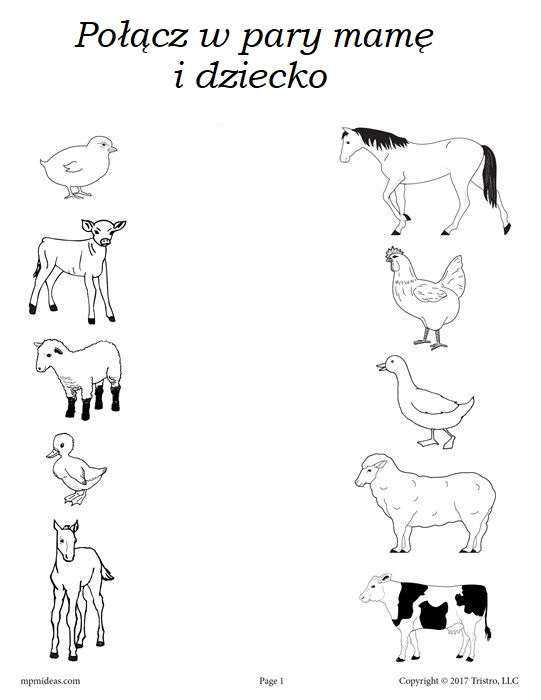 Połącz w pary mamę
i dziecko
mpmideas.com Page 1 Copyright © 2017 Tristro, LLC